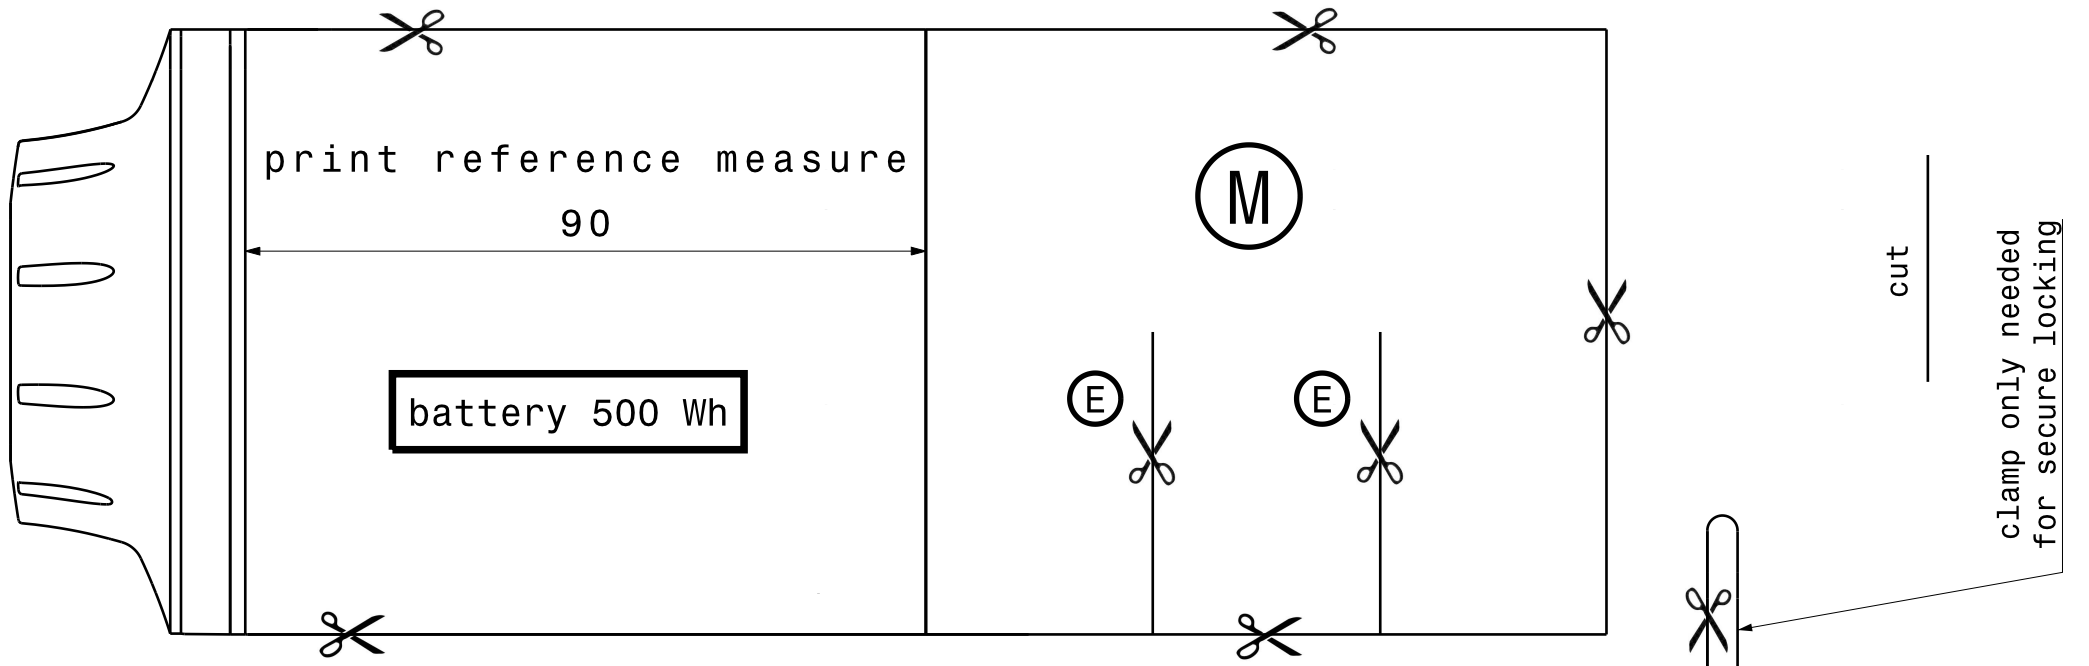 print reference measure
90
battery 500 Wh
M
E
E
cut
clamp only needed
for secure locking